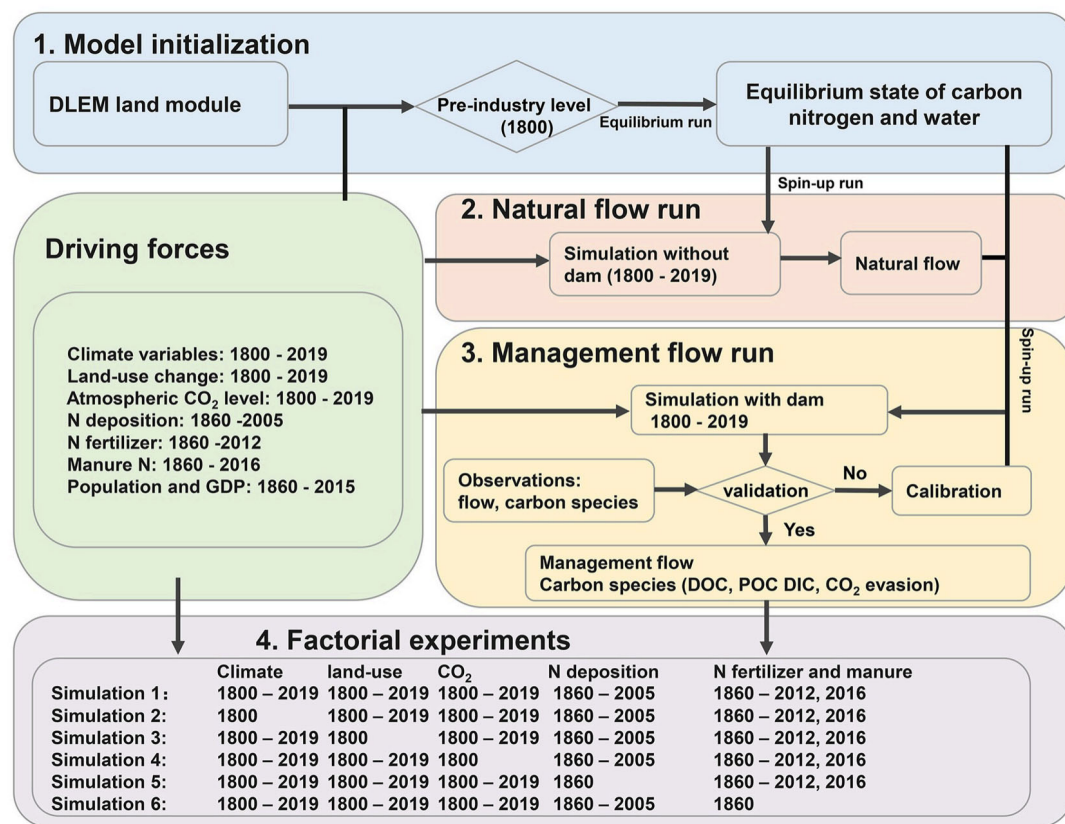 1. Model initialization
DLEM land module
Pre-industry level
(1800)
Equilibrium run
Equilibrium state of carbon
nitrogen and water
Spin-up run
Driving forces
Climate variables: 1800 - 2019
Land-use change: 1800 - 2019
Atmospheric CO₂ level: 1800 - 2019
N deposition: 1860 -2005
N fertilizer: 1860 -2012
Manure N: 1860 - 2016
Population and GDP: 1860 - 2015
2. Natural flow run
Simulation without
dam (1800 - 2019)
Natural flow
Spin-up run
3. Management flow run
Simulation with dam
1800 - 2019
Observations:
flow, carbon species
validation
No
Calibration
Yes
Management flow
Carbon species (DOC, POC DIC, CO₂ evasion)
4. Factorial experiments
Climate land-use CO₂ N deposition N fertilizer and manure
Simulation 1: 1800 – 2019 1800 – 2019 1800 – 2019 1860 – 2005 1860 – 2012, 2016
Simulation 2: 1800 1800 – 2019 1800 – 2019 1860 – 2005 1860 – 2012, 2016
Simulation 3: 1800 – 2019 1800 1800 – 2019 1860 – 2005 1860 – 2012, 2016
Simulation 4: 1800 – 2019 1800 – 2019 1800 1860 – 2005 1860 – 2012, 2016
Simulation 5: 1800 – 2019 1800 – 2019 1800 – 2019 1860 1860 – 2012, 2016
Simulation 6: 1800 – 2019 1800 – 2019 1800 – 2019 1860 – 2005 1860